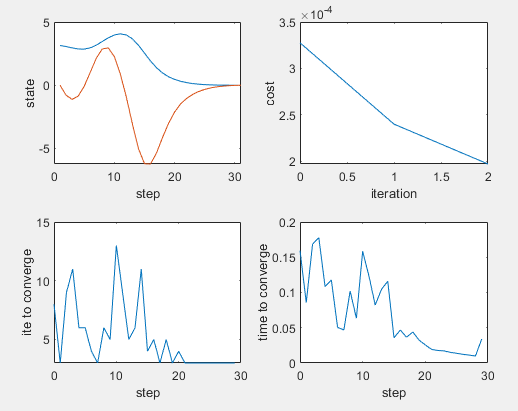 5
0
-5
state
0 10 20 30
step
×10⁻⁴
3.5
3
2.5
2
cost
0 0.5 1 1.5 2
iteration
15
10
5
ite to converge
0 10 20 30
step
0.2
0.15
0.1
0.05
0
time to converge
0 10 20 30
step